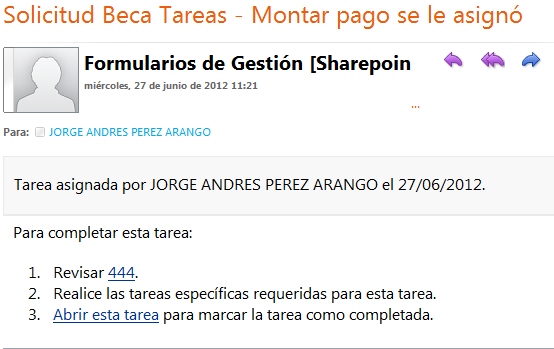 Solicitud Beca Tareas - Montar pago se le asignó
Formularios de Gestión [Sharepoin
miércoles, 27 de junio de 2012 11:21
...
Para: JORGE ANDRES PEREZ ARANGO
Tarea asignada por JORGE ANDRES PEREZ ARANGO el 27/06/2012.
Para completar esta tarea:
1. Revisar 444.
2. Realice las tareas específicas requeridas para esta tarea.
3. Abrir esta tarea para marcar la tarea como completada.